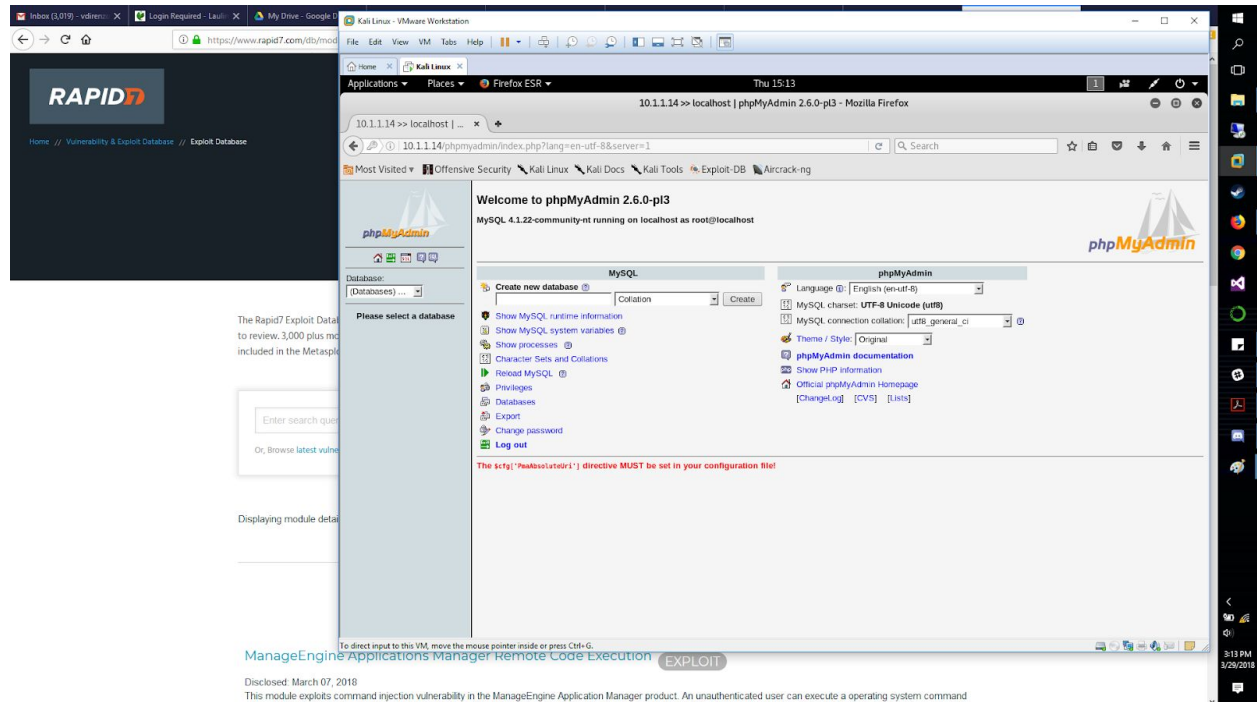 Inbox (3,019) - vdirena
Login Required - Laulin
My Drive - Google D
https://www.rapid7.com/db/mod
RAPID7
Home // Vulnerability & Exploit Database // Exploit Database
The Rapid7 Exploit Datab
to review. 3,000 plus mo
included in the Metasplo
Enter search quer
Or, Browse latest vulne
Displaying module detai
ManageEngine Applications Manager Remote Code Execution EXPLOIT
Disclosed: March 07, 2018
This module exploits command injection vulnerability in the ManageEngine Application Manager product. An unauthenticated user can execute a operating system command
Kali Linux - VMware Workstation
File Edit View VM Tabs Help
Home Kali Linux
Applications Places Firefox ESR Thu 15:13 1
10.1.1.14 >> localhost | phpMyAdmin 2.6.0-pl3 - Mozilla Firefox
10.1.1.14 >> localhost | ...
10.1.1.14/phpmyadmin/index.php?lang=en-utf-8&server=1
Search
Most Visited Offensive Security Kali Linux Kali Docs Kali Tools Exploit-DB Aircrack-ng
phpMyAdmin
Database:
(Databases) ...
Please select a database
Welcome to phpMyAdmin 2.6.0-pl3
MySQL 4.1.22-community-nt running on localhost as root@localhost
phpMyAdmin
MySQL
Create new database
Collation Create
Show MySQL runtime information
Show MySQL system variables
Show processes
Character Sets and Collations
Reload MySQL
Privileges
Databases
Export
Change password
Log out
phpMyAdmin
Language: English (en-utf-8)
MySQL charset: UTF-8 Unicode (utf8)
MySQL connection collation: utf8_general_ci
Theme / Style: Original
phpMyAdmin documentation
Show PHP information
Official phpMyAdmin Homepage
[ChangeLog] [CVS] [Lists]
The $cfg['PmaAbsoluteUri'] directive MUST be set in your configuration file!
To direct input to this VM, move the mouse pointer inside or press Ctrl+G.
3:13 PM
3/29/2018